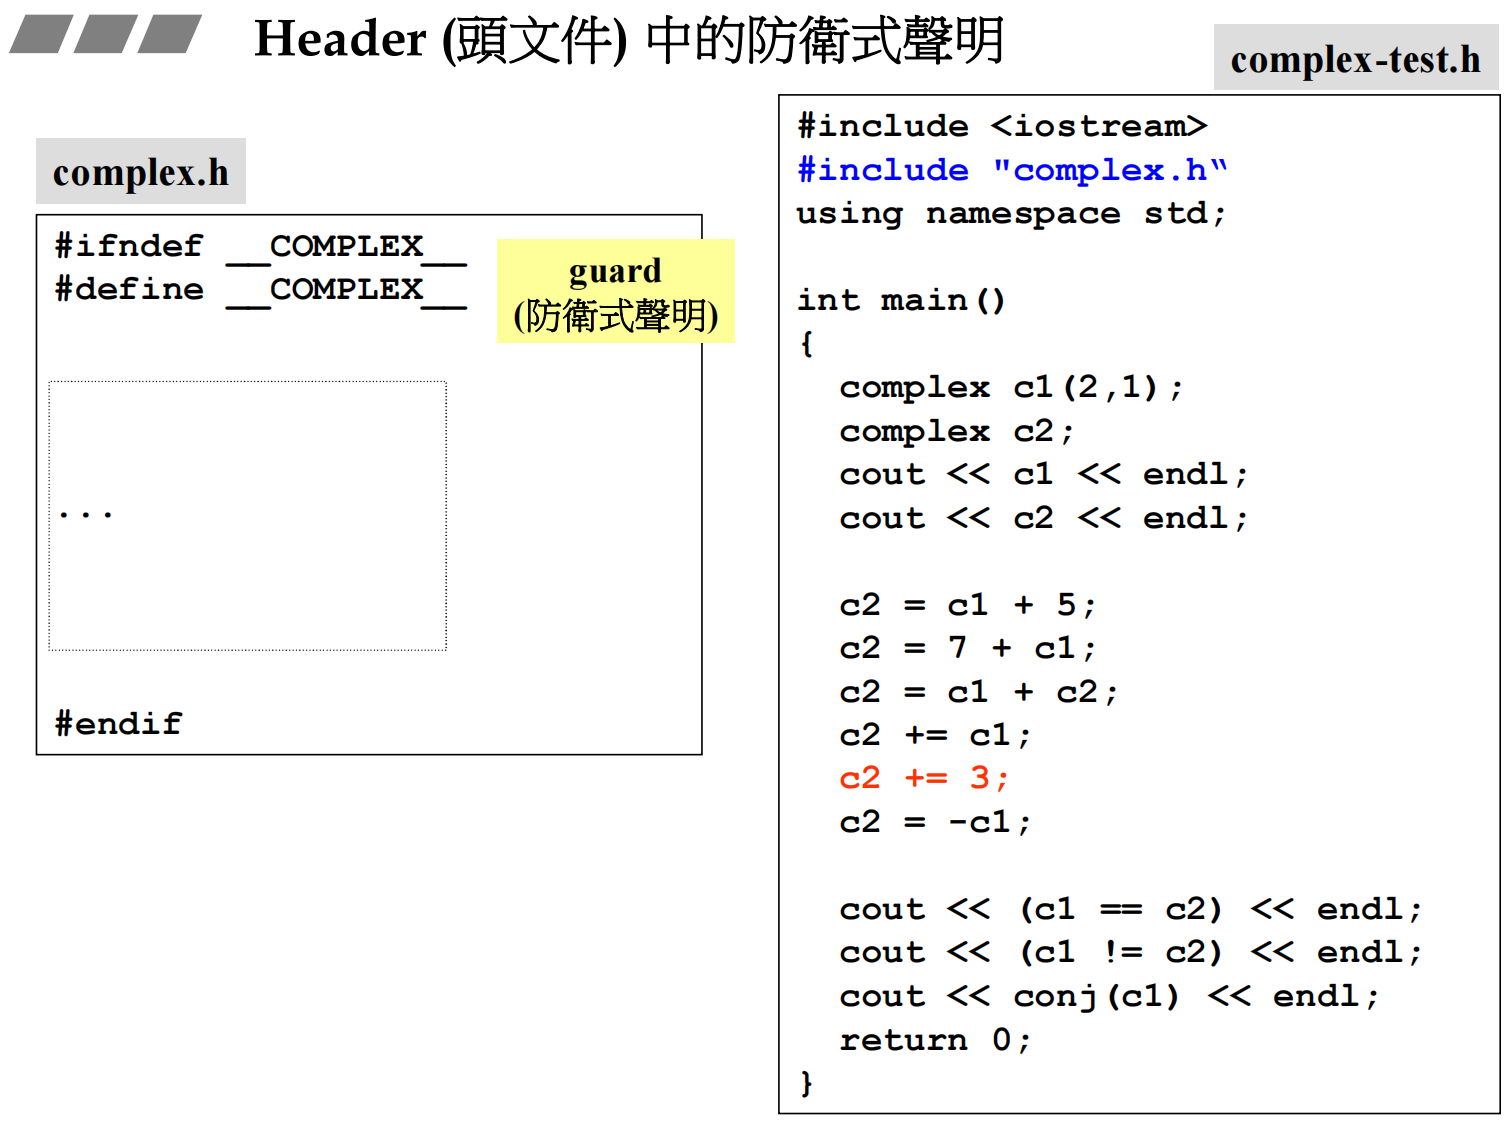 Header (頭文件) 中的防衛式聲明
complex.h
#ifndef __COMPLEX__
#define __COMPLEX__
guard
(防衛式聲明)
...
#endif
complex-test.h
#include <iostream>
#include "complex.h“
using namespace std;
int main()
{
complex c1(2,1);
complex c2;
cout << c1 << endl;
cout << c2 << endl;
c2 = c1 + 5;
c2 = 7 + c1;
c2 = c1 + c2;
c2 += c1;
c2 += 3;
c2 = -c1;
cout << (c1 == c2) << endl;
cout << (c1 != c2) << endl;
cout << conj(c1) << endl;
return 0;
}